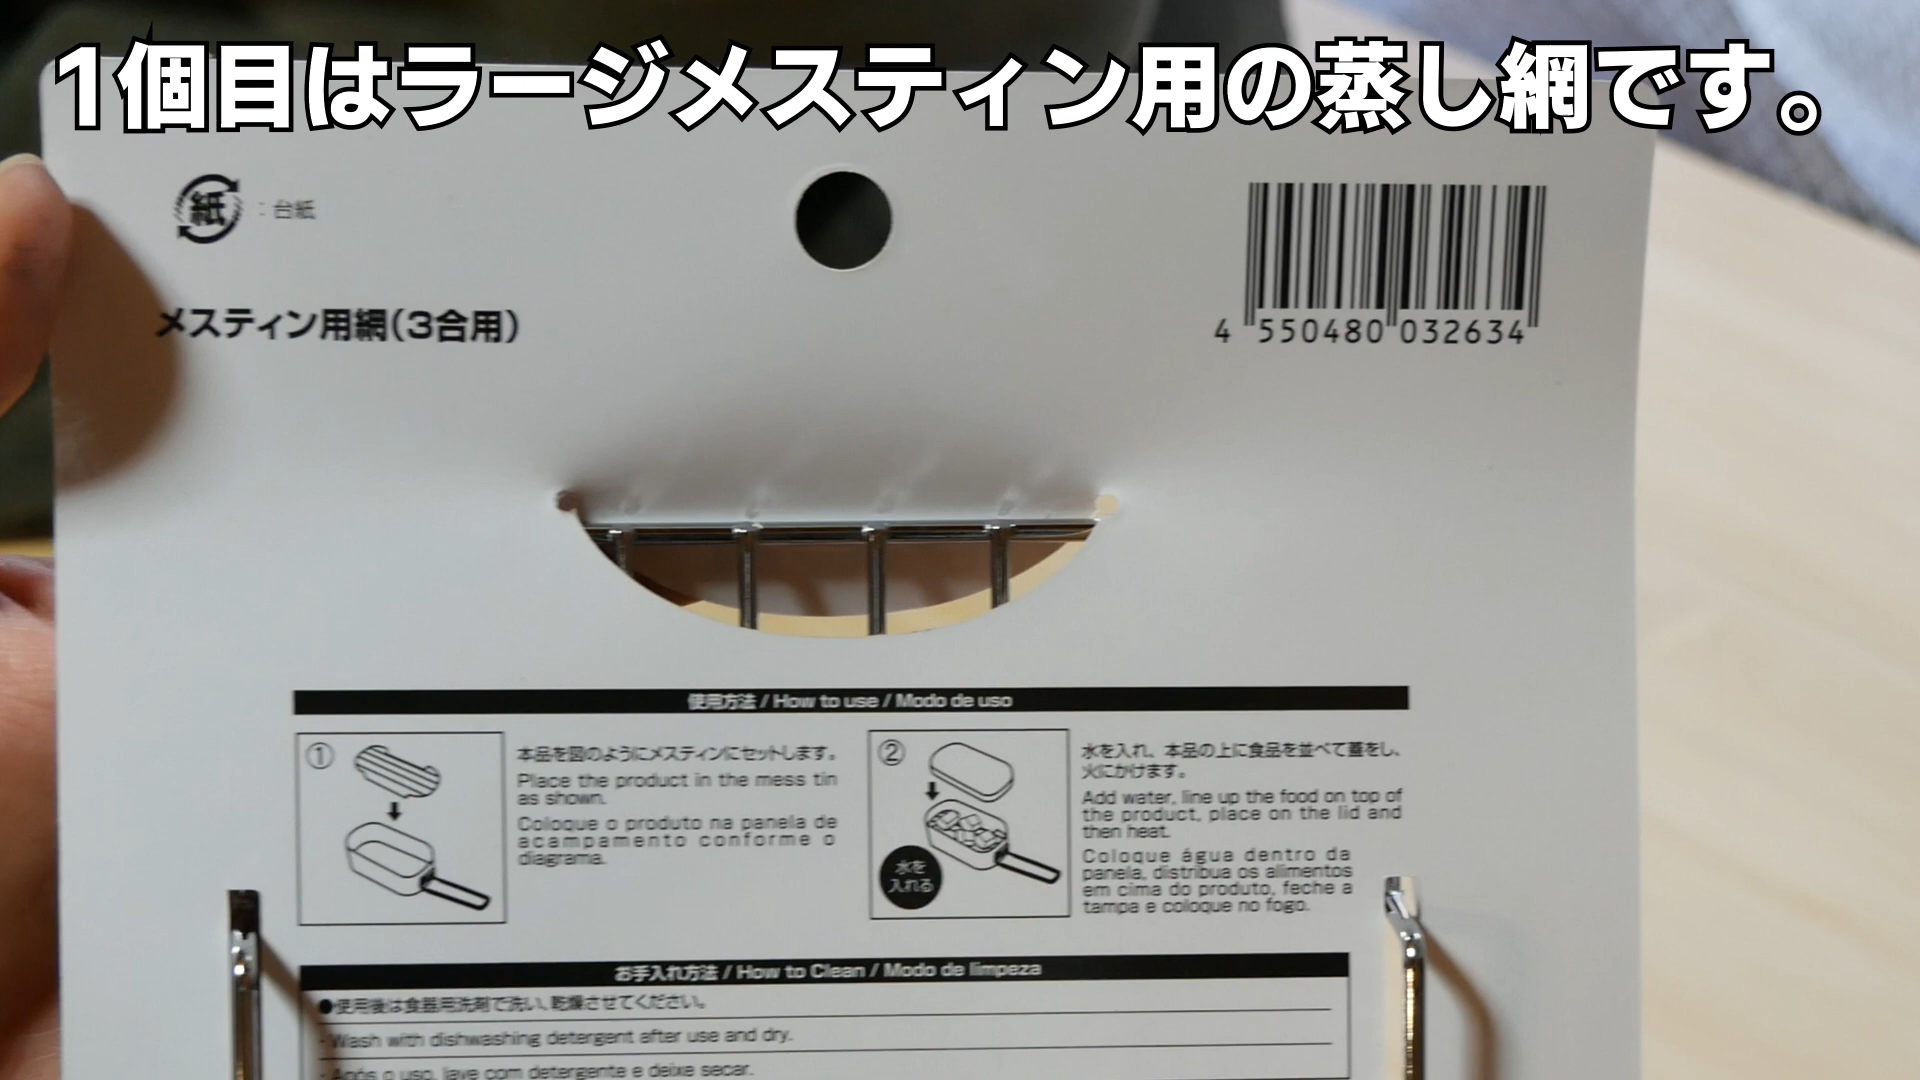 1個目はラージメスティン用の蒸し網です。
紙 : 台紙
メスティン用網(3合用)
4 550480 032634
使用方法 / How to use / Modo de uso
①
本品を図のようにメスティンにセットします。
Place the product in the mess tin
as shown.
Coloque o produto na panela de
acampamento conforme o
diagrama.
②
水を
入れる
水を入れ、本品の上に食品を並べて蓋をし、
火にかけます。
Add water, line up the food on top of
the product, place on the lid and
then heat.
Coloque água dentro da
panela, distribua os alimentos
em cima do produto, feche a
tampa e coloque no fogo.
お手入れ方法 / How to Clean / Modo de limpeza
●使用後は食器用洗剤で洗い、乾燥させてください。
・Wash with dishwashing detergent after use and dry.
・Após o uso, lave com detergente e deixe secar.